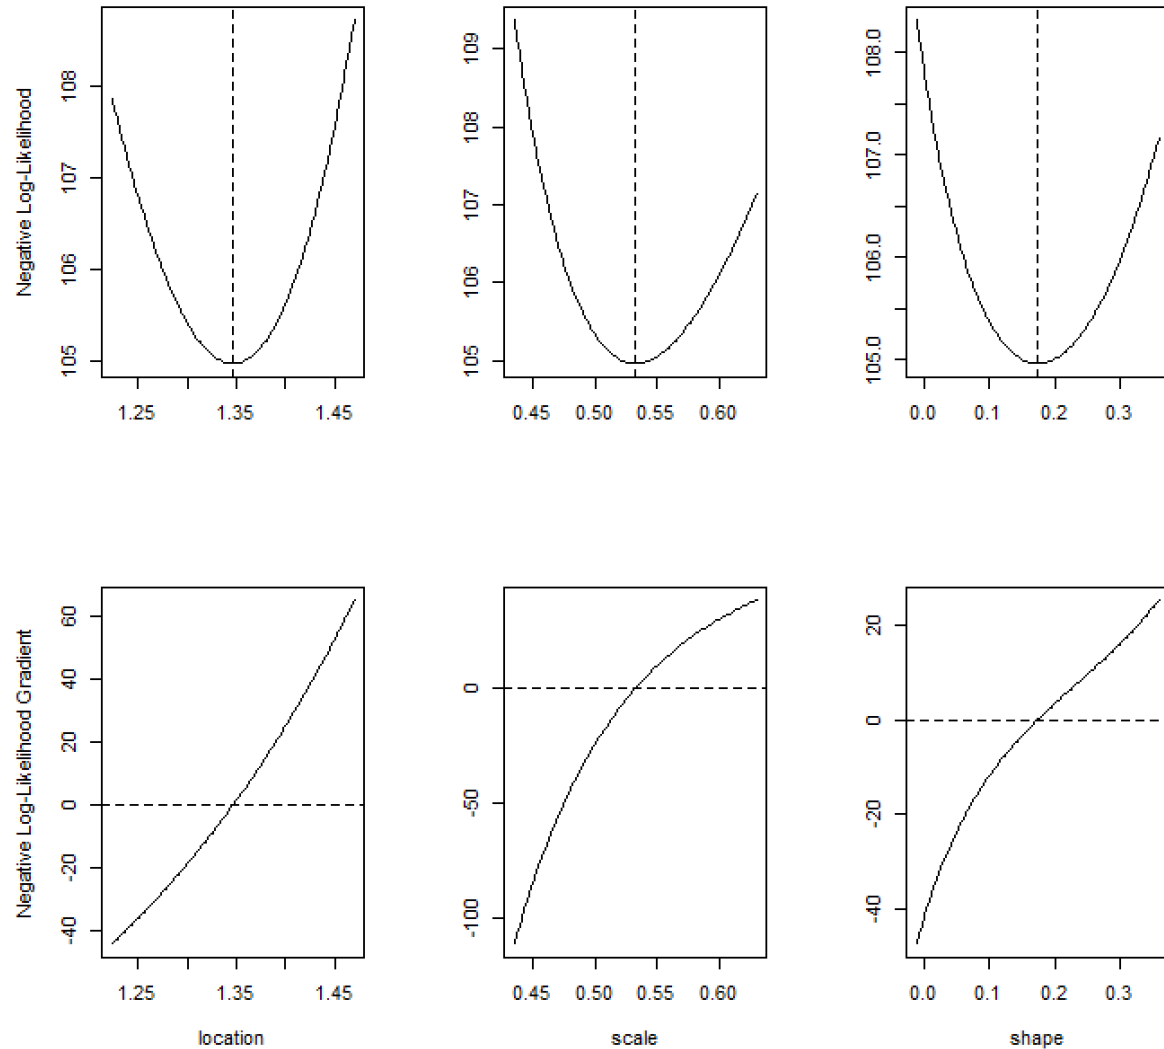 Negative Log-Likelihood
105 106 107 108
1.25 1.35 1.45
105 106 107 108 109
0.45 0.50 0.55 0.60
105.0 106.0 107.0 108.0
0.0 0.1 0.2 0.3
Negative Log-Likelihood Gradient
-40 -20 0 20 40 60
1.25 1.35 1.45
location
-100 -50 0
0.45 0.50 0.55 0.60
scale
-40 -20 0 20
0.0 0.1 0.2 0.3
shape